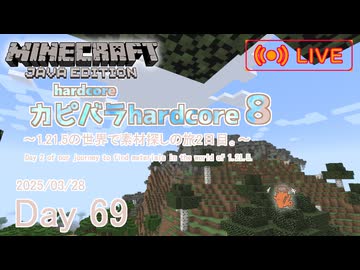 MINECRAFT
JAVA EDITION
LIVE
hardcore
カピバラhardcore 8
～1.21.5の世界で素材探しの旅2日目。～
Day 2 of our journey to find materials in the world of 1.21.5.
2025/03/28
Day 69